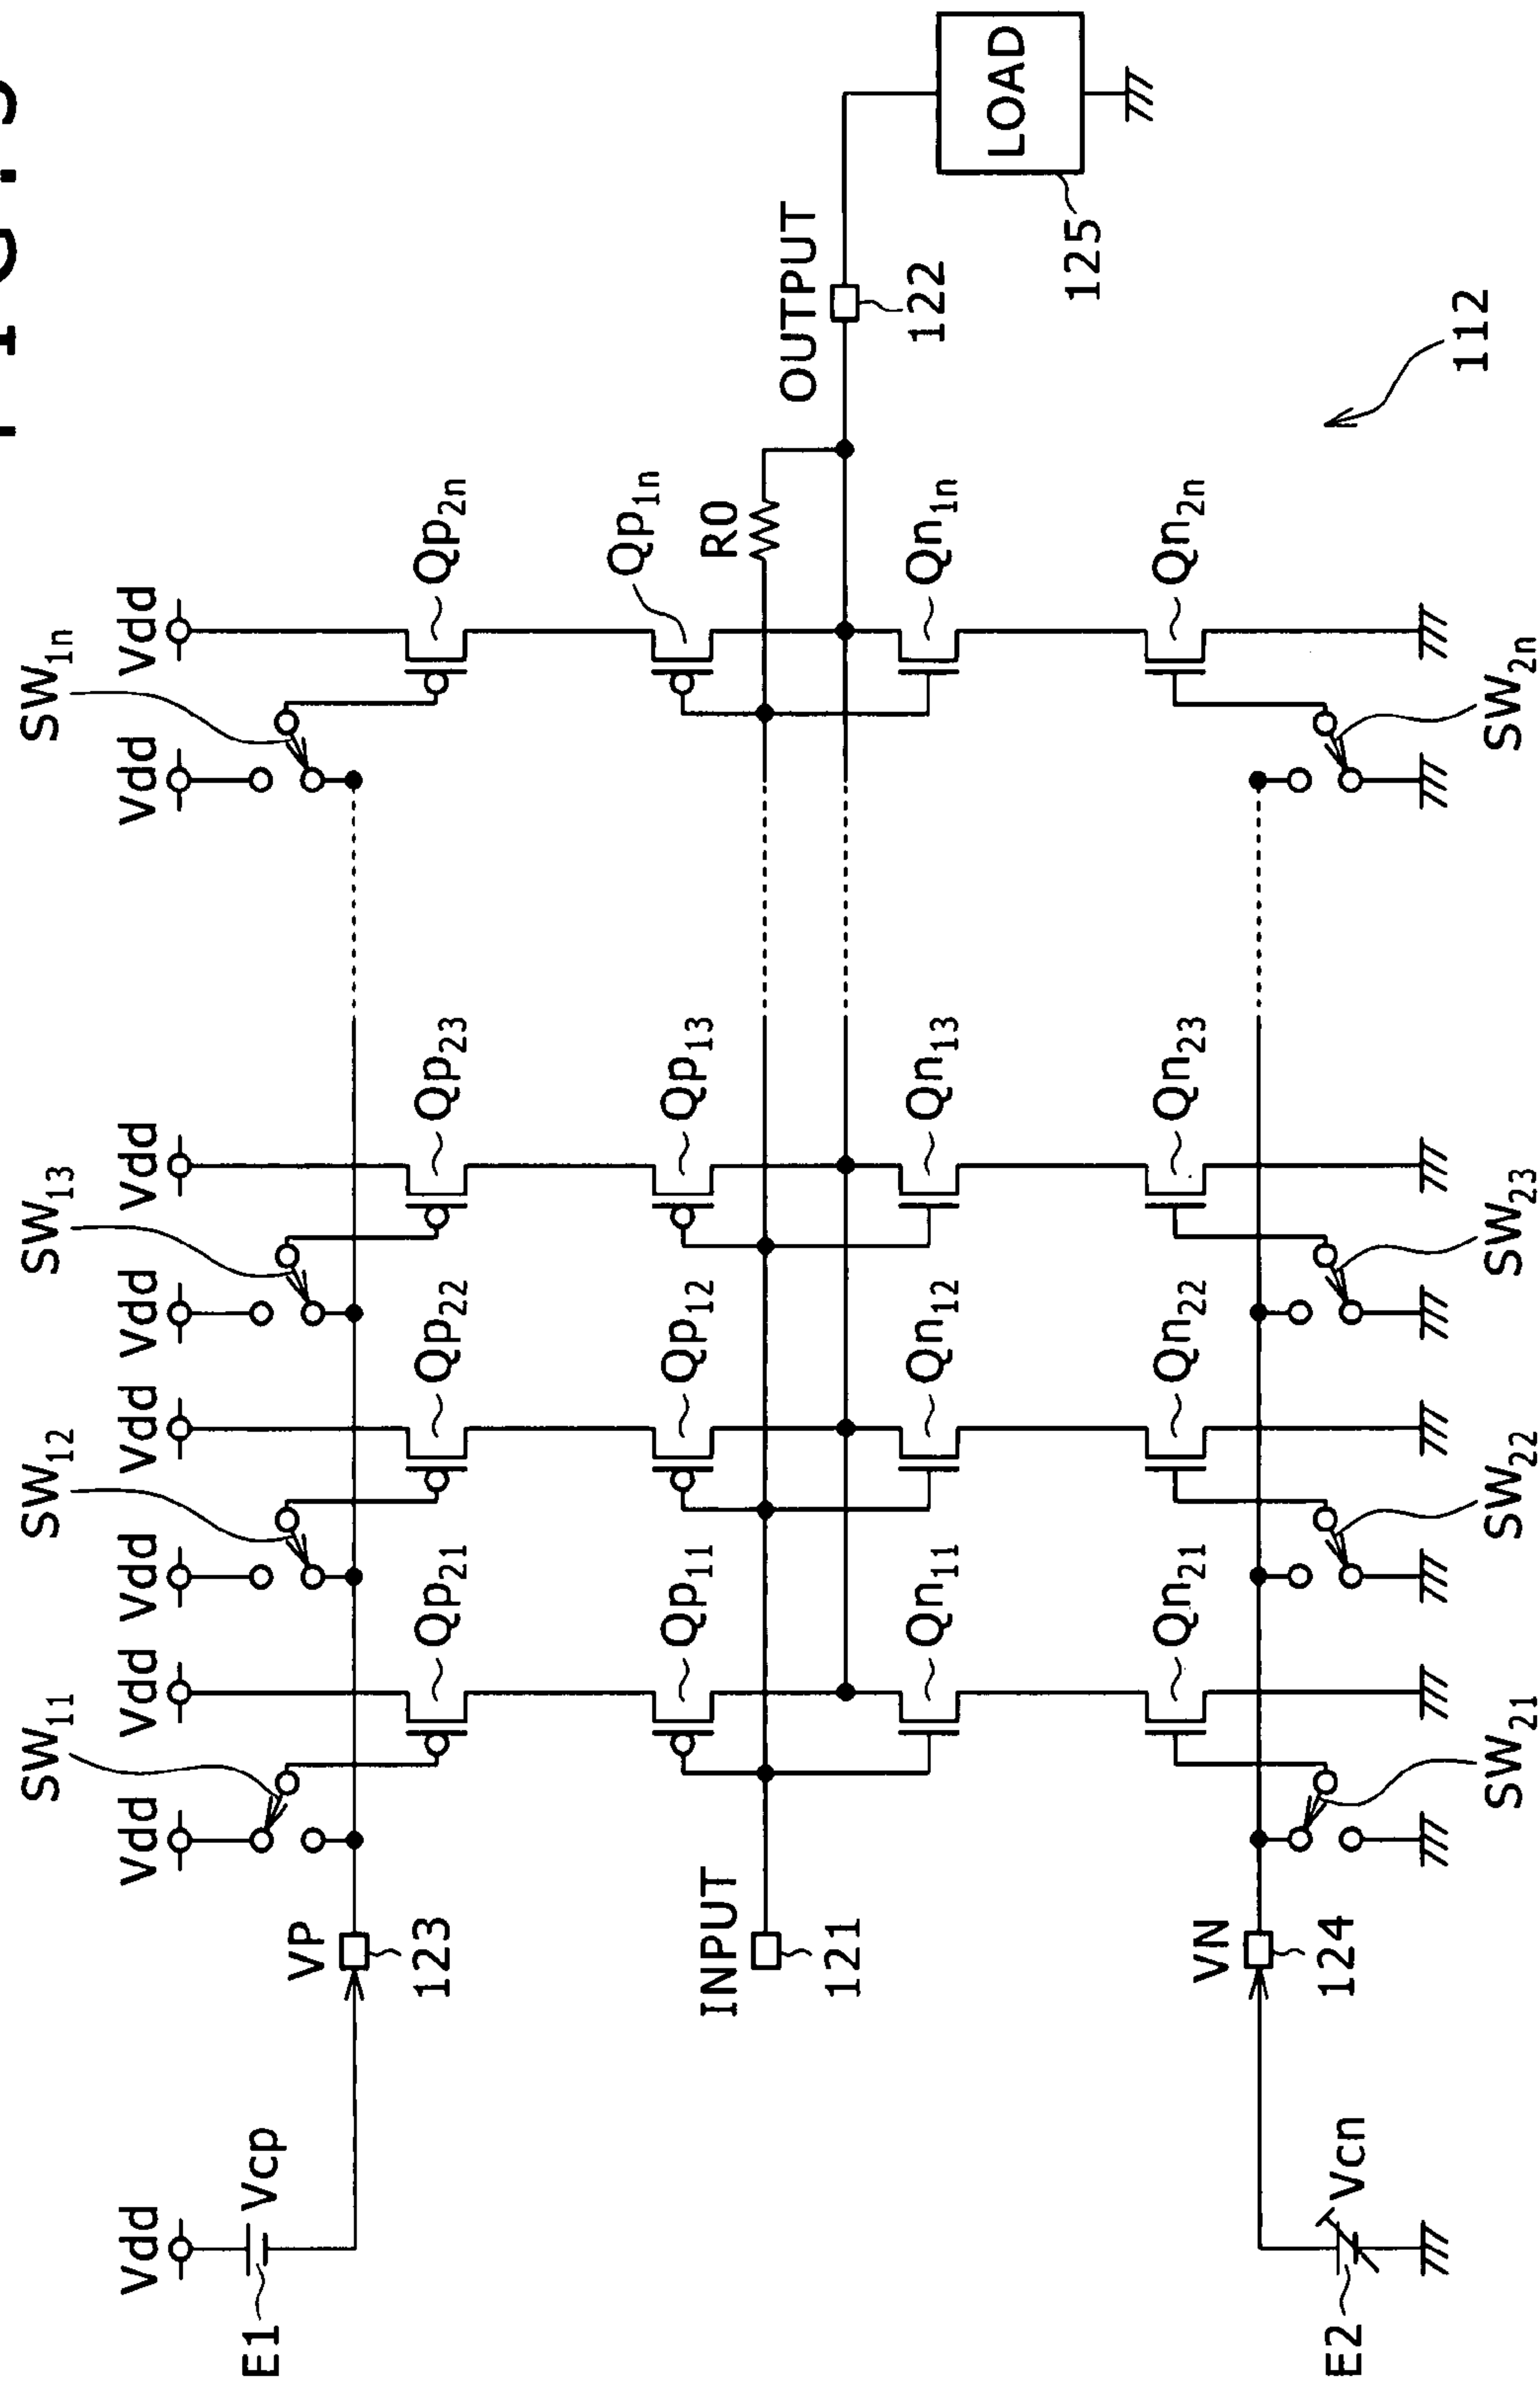 SW11 SW12 SW13 SW1n
Vdd Vdd Vdd Vdd Vdd Vdd Vdd Vdd Vdd
E1 Vcp
VP
123
Qp21 Qp22 Qp23 Qp2n
Qp11 Qp12 Qp13 Qp1n
INPUT
121
R0
OUTPUT
122
LOAD
125
Qn11 Qn12 Qn13 Qn1n
Qn21 Qn22 Qn23 Qn2n
VN
124
E2 Vcn
SW21 SW22 SW23 SW2n
112